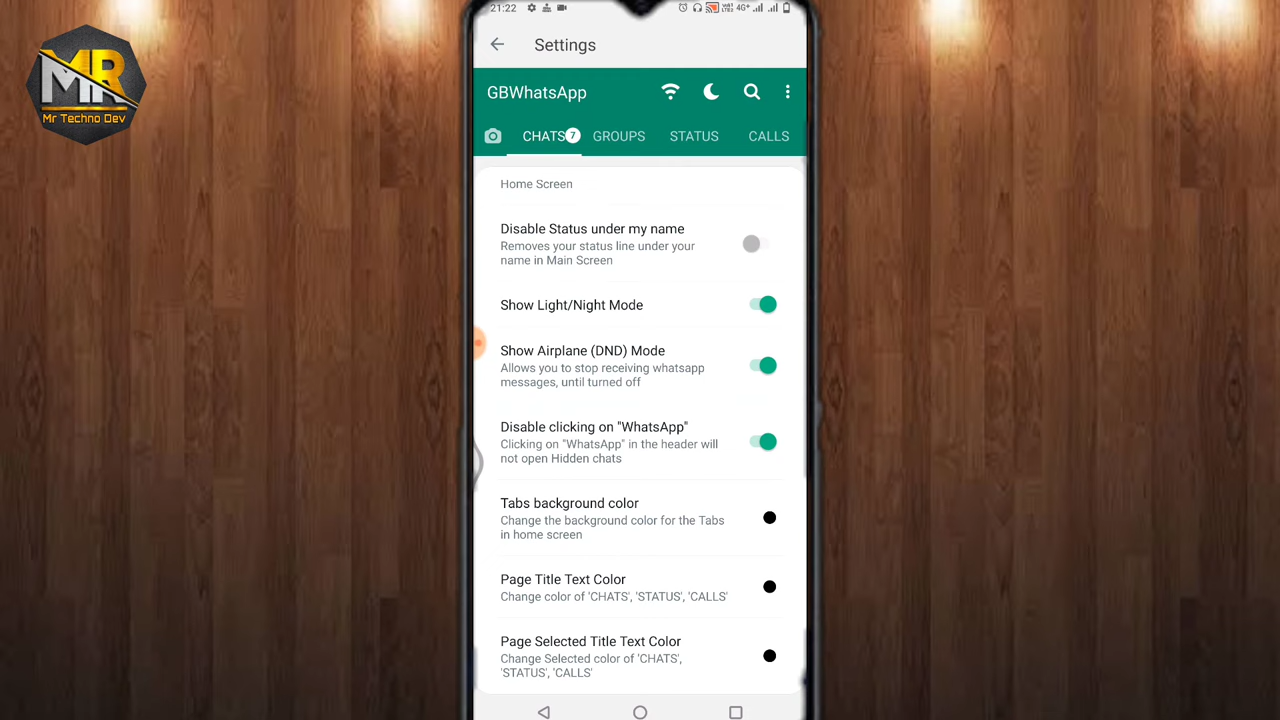 21:22
4G+
Settings
MR
Mr Techno Dev
GBWhatsApp
CHATS 7 GROUPS STATUS CALLS
Home Screen
Disable Status under my name
Removes your status line under your
name in Main Screen
Show Light/Night Mode
Show Airplane (DND) Mode
Allows you to stop receiving whatsapp
messages, until turned off
Disable clicking on "WhatsApp"
Clicking on "WhatsApp" in the header will
not open Hidden chats
Tabs background color
Change the background color for the Tabs
in home screen
Page Title Text Color
Change color of 'CHATS', 'STATUS', 'CALLS'
Page Selected Title Text Color
Change Selected color of 'CHATS',
'STATUS', 'CALLS'